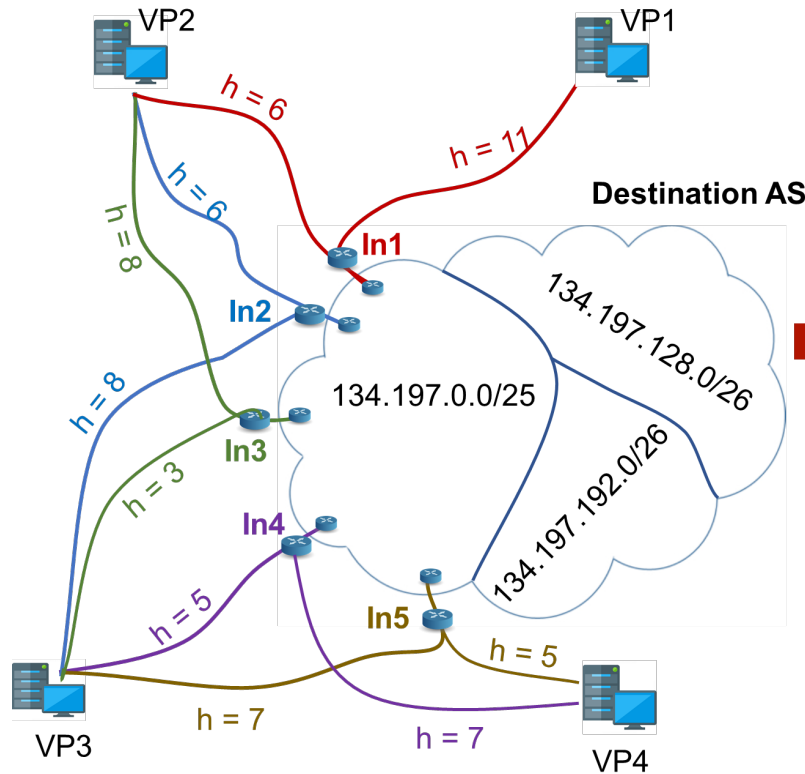 VP2
VP1
h = 6
h = 11
h = 6
Destination AS
h = 8
In1
In2
134.197.128.0/26
h = 8
134.197.0.0/25
In3
h = 3
134.197.192.0/26
In4
h = 5
In5
h = 5
h = 7
h = 7
VP3
VP4